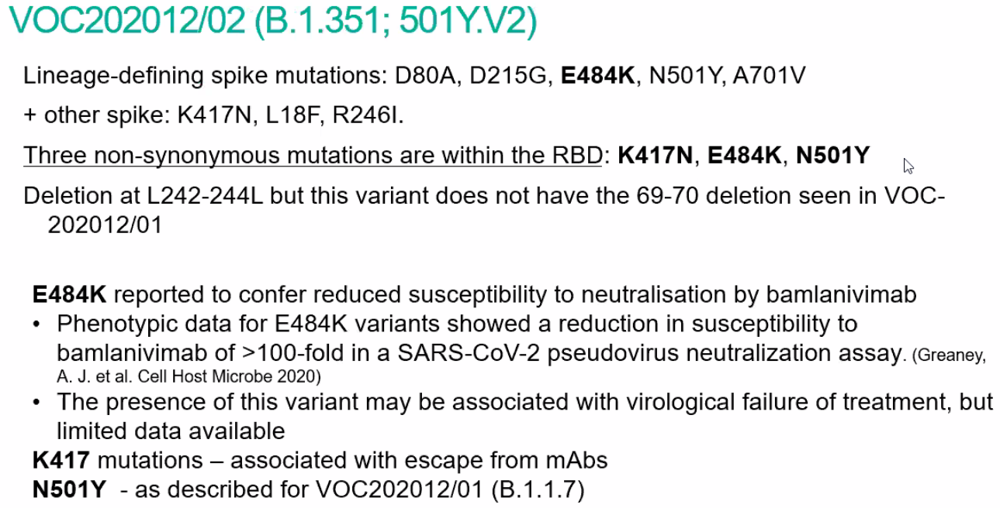 VOC202012/02 (B.1.351; 501Y.V2)
Lineage-defining spike mutations: D80A, D215G, E484K, N501Y, A701V
+ other spike: K417N, L18F, R246I.
Three non-synonymous mutations are within the RBD: K417N, E484K, N501Y
Deletion at L242-244L but this variant does not have the 69-70 deletion seen in VOC-
202012/01
E484K reported to confer reduced susceptibility to neutralisation by bamlanivimab
• Phenotypic data for E484K variants showed a reduction in susceptibility to
bamlanivimab of >100-fold in a SARS-CoV-2 pseudovirus neutralization assay. (Greaney,
A. J. et al. Cell Host Microbe 2020)
• The presence of this variant may be associated with virological failure of treatment, but
limited data available
K417 mutations – associated with escape from mAbs
N501Y - as described for VOC202012/01 (B.1.1.7)